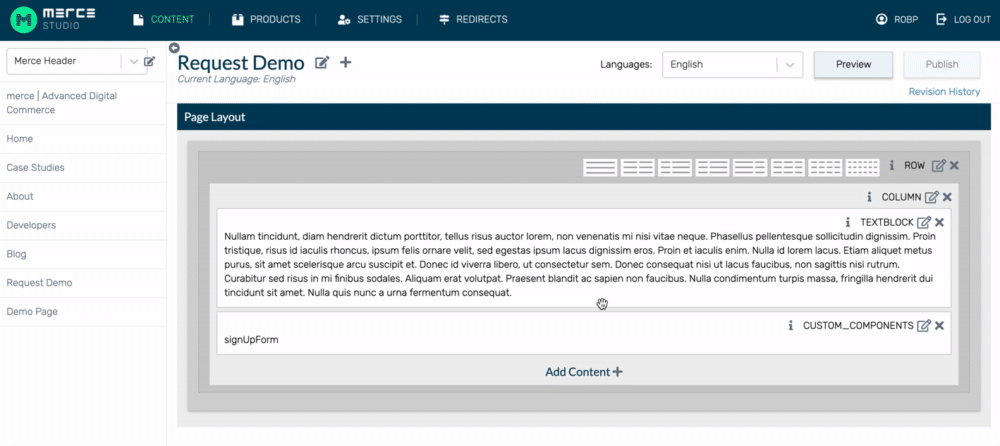 MERCE
STUDIO
CONTENT
PRODUCTS
SETTINGS
REDIRECTS
ROBP
LOG OUT
Merce Header
merce | Advanced Digital
Commerce
Home
Case Studies
About
Developers
Blog
Request Demo
Demo Page
Request Demo
Current Language: English
Languages:
English
Preview
Publish
Revision History
Page Layout
ROW
COLUMN
TEXTBLOCK
Nullam tincidunt, diam hendrerit dictum porttitor, tellus risus auctor lorem, non venenatis mi nisi vitae neque. Phasellus pellentesque sollicitudin dignissim. Proin
tristique, risus id iaculis rhoncus, ipsum felis ornare velit, sed egestas ipsum lacus dignissim eros. Proin et iaculis enim. Nulla id lorem lacus. Etiam aliquet metus
purus, sit amet scelerisque arcu suscipit et. Donec id viverra libero, ut consectetur sem. Donec consequat nisi ut lacus faucibus, non sagittis nisi rutrum.
Curabitur sed risus in mi finibus sodales. Aliquam erat volutpat. Praesent blandit ac sapien non faucibus. Nulla condimentum turpis massa, fringilla hendrerit dui
tincidunt sit amet. Nulla quis nunc a urna fermentum consequat.
CUSTOM_COMPONENTS
signUpForm
Add Content